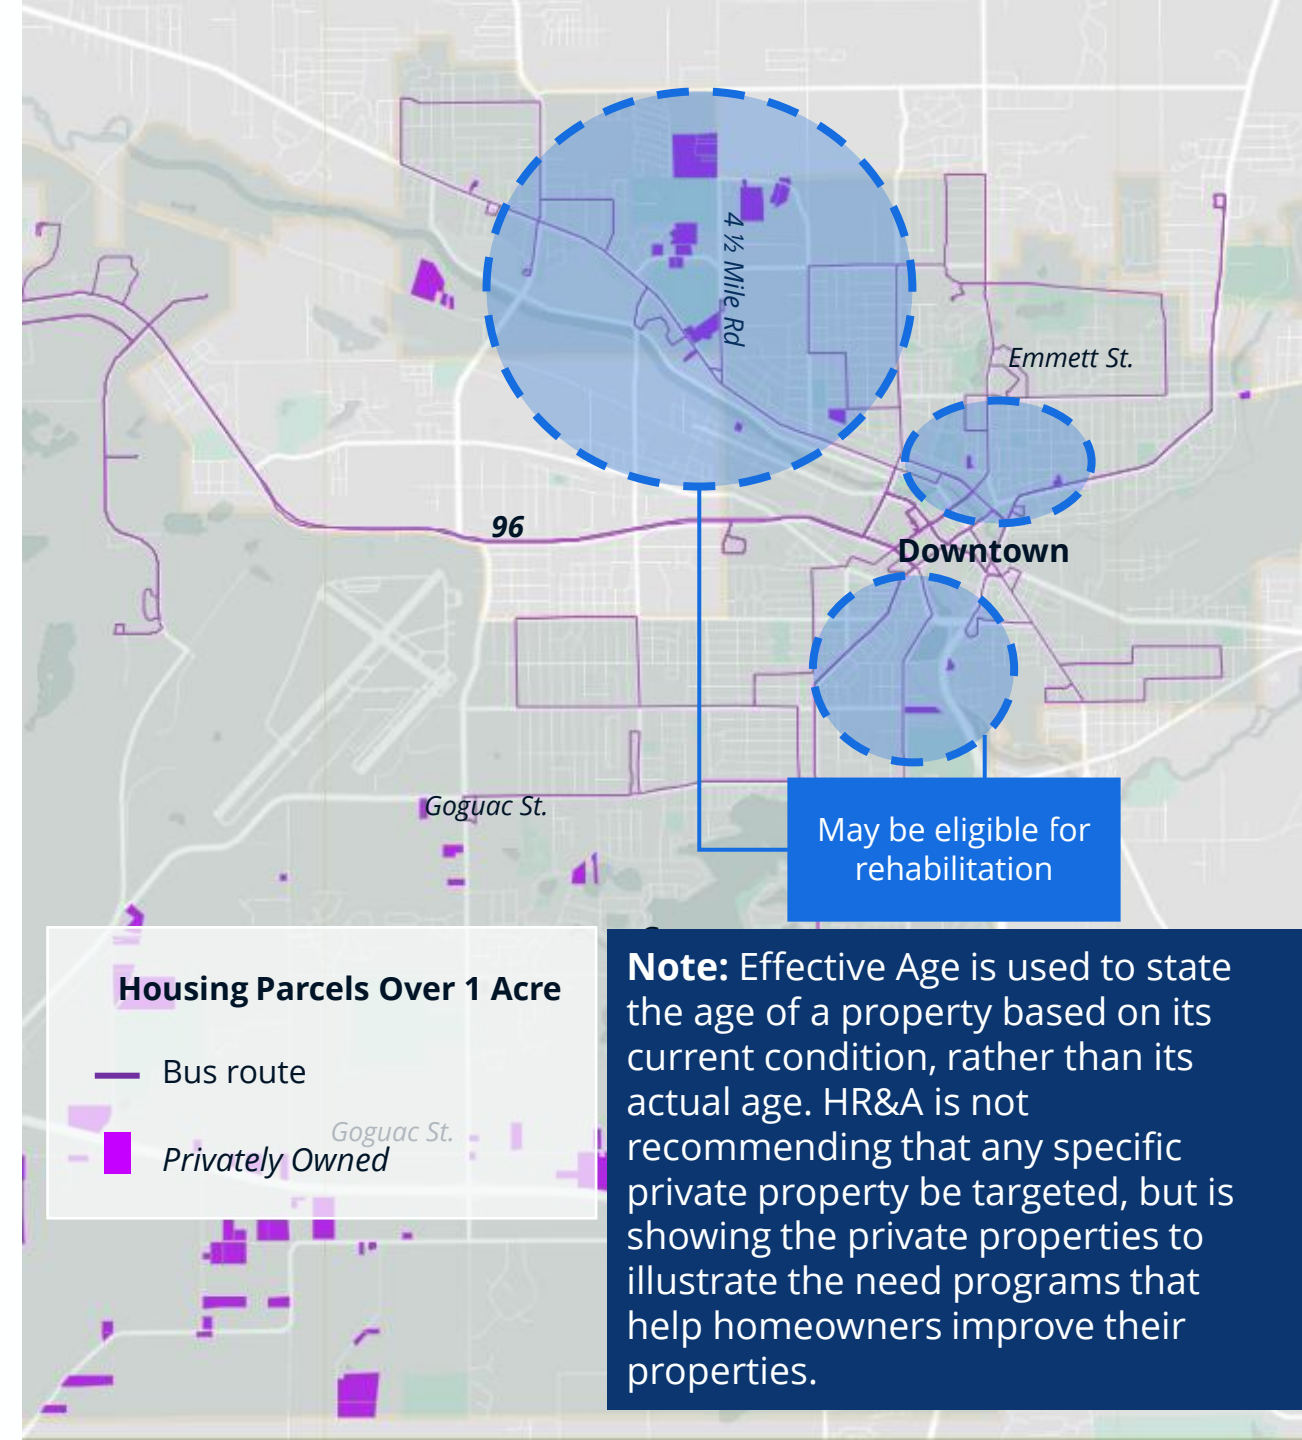 4 ½ Mile Rd
Emmett St.
96
Downtown
Goguac St.
May be eligible for
rehabilitation
Housing Parcels Over 1 Acre
Bus route
Goguac St.
Privately Owned
Note: Effective Age is used to state
the age of a property based on its
current condition, rather than its
actual age. HR&A is not
recommending that any specific
private property be targeted, but is
showing the private properties to
illustrate the need programs that
help homeowners improve their
properties.